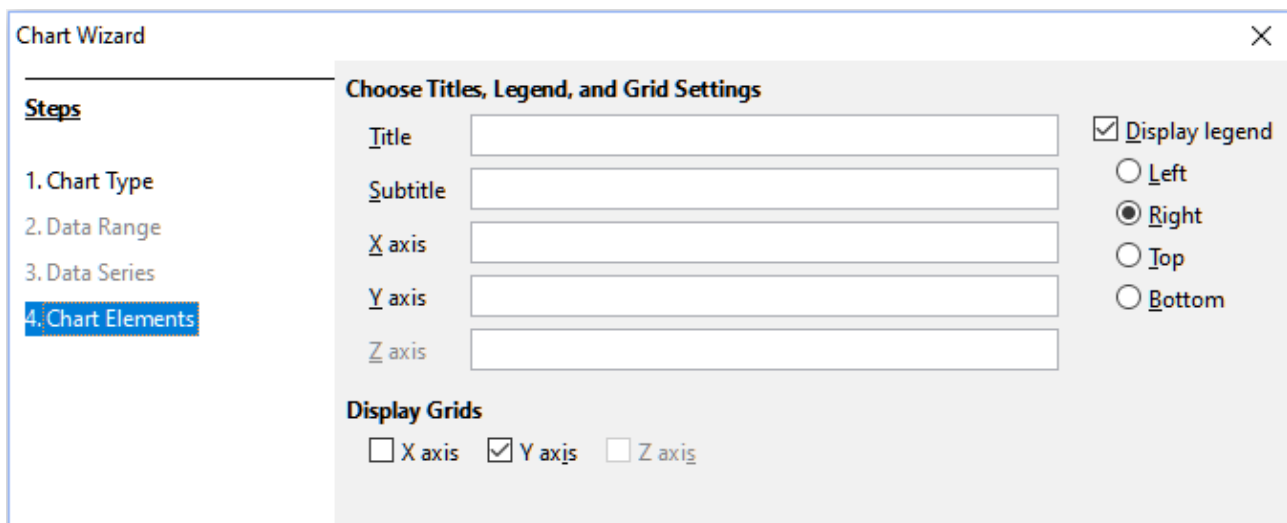 Chart Wizard
Steps
1. Chart Type
2. Data Range
3. Data Series
4. Chart Elements
Choose Titles, Legend, and Grid Settings
Title
Subtitle
X axis
Y axis
Z axis
Display legend
Left
Right
Top
Bottom
Display Grids
X axis Y axis Z axis